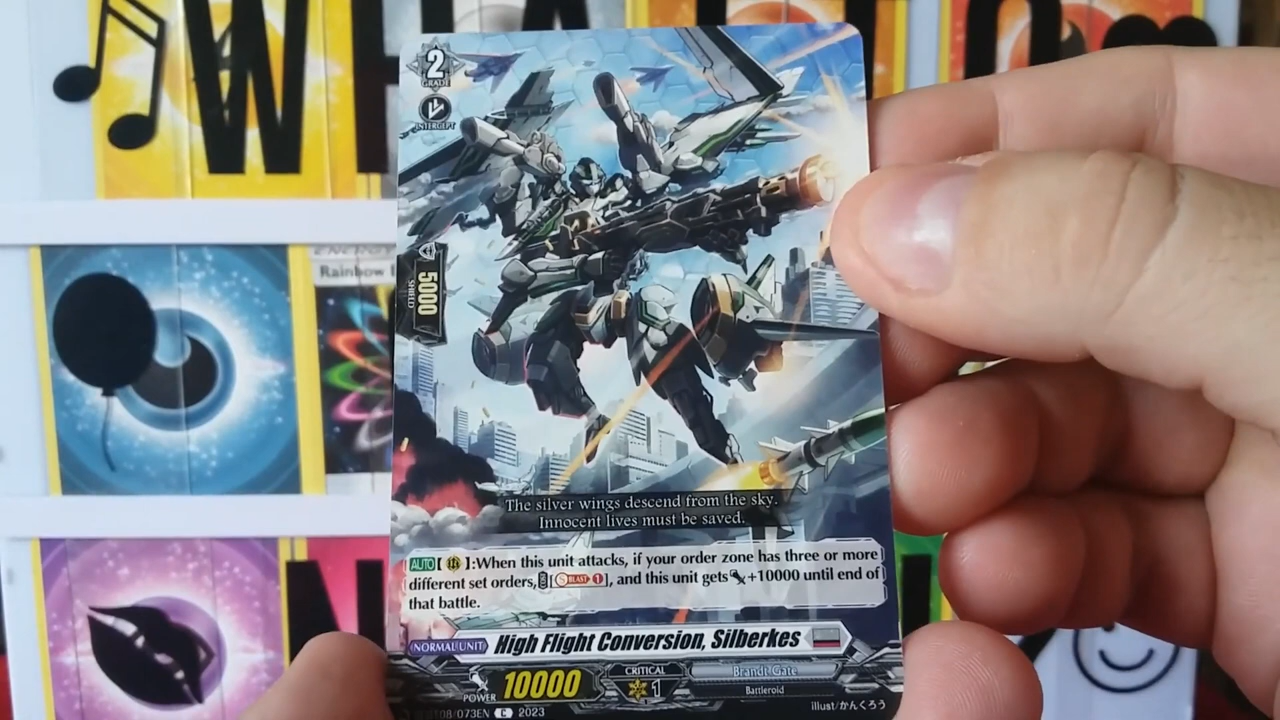 W
2
GRADE
INTERCEPT
5000
SHIELD
Rainbow
The silver wings descend from the sky.
Innocent lives must be saved.
AUTO【 】:When this unit attacks, if your order zone has three or more
different set orders, [S BLAST 1], and this unit gets +10000 until end of
that battle.
NORMAL UNIT High Flight Conversion, Silberkes
POWER 10000 CRITICAL 1 Brandt Gate
Battleroid
08/073EN C 2023 illust/かんくろう